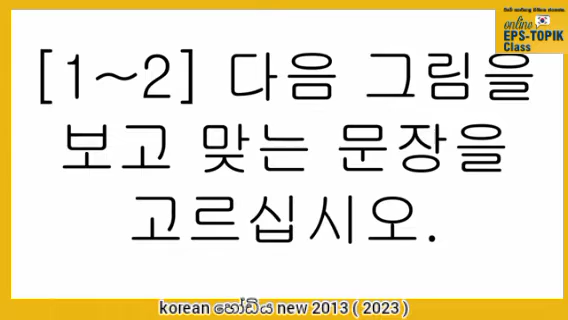 online
EPS-TOPIK
Class
[1~2] 다음 그림을
보고 맞는 문장을
고르십시오.
korean හෝඩිය new 2013 ( 2023 )